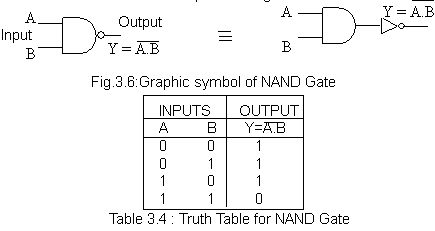 A
Input
B
Output
Y = A̅.̅B̅
≡
A
B
Y = A̅.̅B̅
Fig.3.6:Graphic symbol of NAND Gate
INPUTS OUTPUT
A B Y=A̅.̅B̅
0 0 1
0 1 1
1 0 1
1 1 0
Table 3.4 : Truth Table for NAND Gate